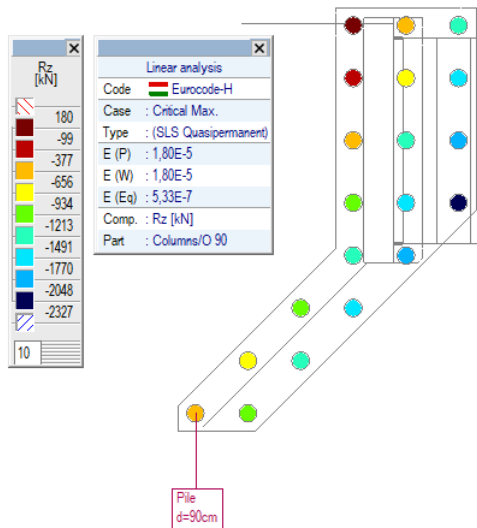 Rz
[kN]
180
-99
-377
-656
-934
-1213
-1491
-1770
-2048
-2327
10
Linear analysis
Code Eurocode-H
Case : Critical Max.
Type : (SLS Quasipermanent)
E (P) : 1,80E-5
E (W) : 1,80E-5
E (Eq) : 5,33E-7
Comp. : Rz [kN]
Part : Columns/O 90
Pile
d=90cm